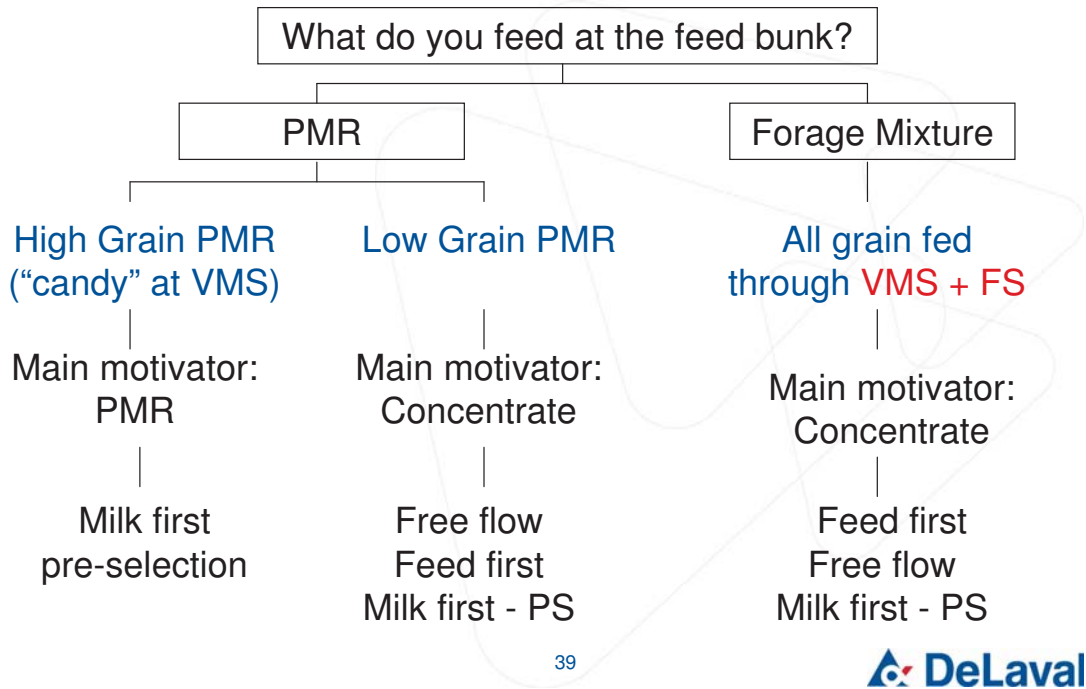 What do you feed at the feed bunk?
PMR
Forage Mixture
High Grain PMR
(“candy” at VMS)
Low Grain PMR
All grain fed
through VMS + FS
Main motivator:
PMR
Main motivator:
Concentrate
Main motivator:
Concentrate
Milk first
pre-selection
Free flow
Feed first
Milk first - PS
Feed first
Free flow
Milk first - PS
39
DeLaval